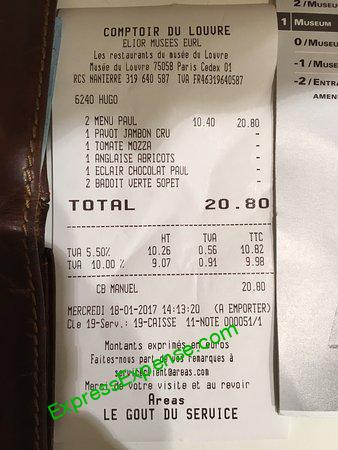 COMPTOIR DU LOUVRE
ELIOR MUSEES EURL
Les restaurants du musée du Louvre
Musée du Louvre 75058 Paris Cedex 01
RCS NANTERRE 319 640 587 TVA FR46319640587
6240 HUGO
2 MENU PAUL 10.40 20.80
1 PAVOT JAMBON CRU -
1 TOMATE MOZZA -
1 ANGLAISE ABRICOTS -
1 ECLAIR CHOCOLAT PAUL -
2 BADOIT VERTE 50PET -
TOTAL 20.80
HT TVA TTC
TVA 5.50% 10.26 0.56 10.82
TVA 10.00 % 9.07 0.91 9.98
CB MANUEL 20.80
MERCREDI 18-01-2017 14:13:20 (A EMPORTER)
Cle 19-Serv.: 19-CAISSE 11-NOTE 000051/1
Montants exprimés en euros
Faites-nous part de vos remarques à
serviceclient@areas.com
Merci de votre visite et au revoir
Areas
LE GOUT DU SERVICE
ExpressExpense.com
2/MUSEU
1 MUSEUM
0/MUSEU
-1/MUSE
-2/ENTRA
AMEN